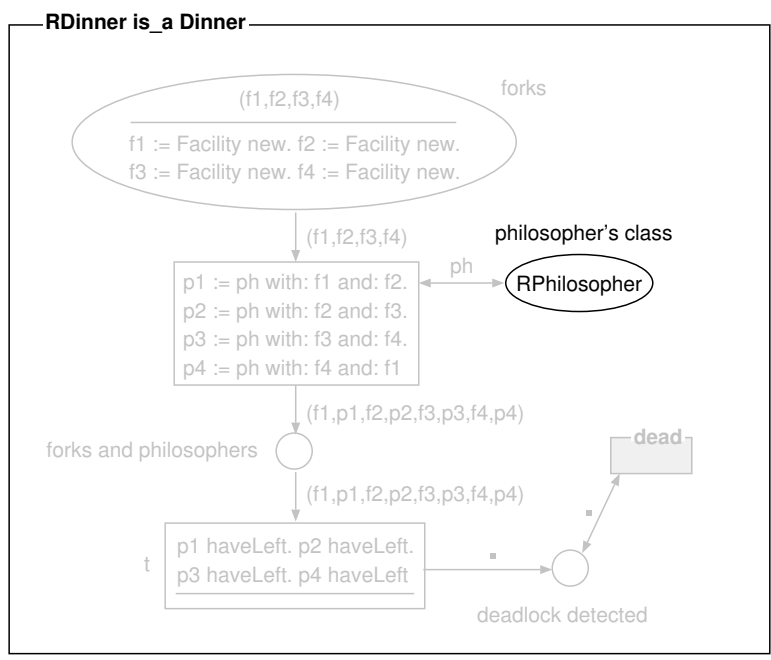 RDinner is_a Dinner
forks
(f1,f2,f3,f4)
f1 := Facility new. f2 := Facility new.
f3 := Facility new. f4 := Facility new.
(f1,f2,f3,f4)
philosopher's class
p1 := ph with: f1 and: f2.
p2 := ph with: f2 and: f3.
p3 := ph with: f3 and: f4.
p4 := ph with: f4 and: f1
ph
RPhilosopher
(f1,p1,f2,p2,f3,p3,f4,p4)
forks and philosophers
dead
(f1,p1,f2,p2,f3,p3,f4,p4)
t
p1 haveLeft. p2 haveLeft.
p3 haveLeft. p4 haveLeft
deadlock detected